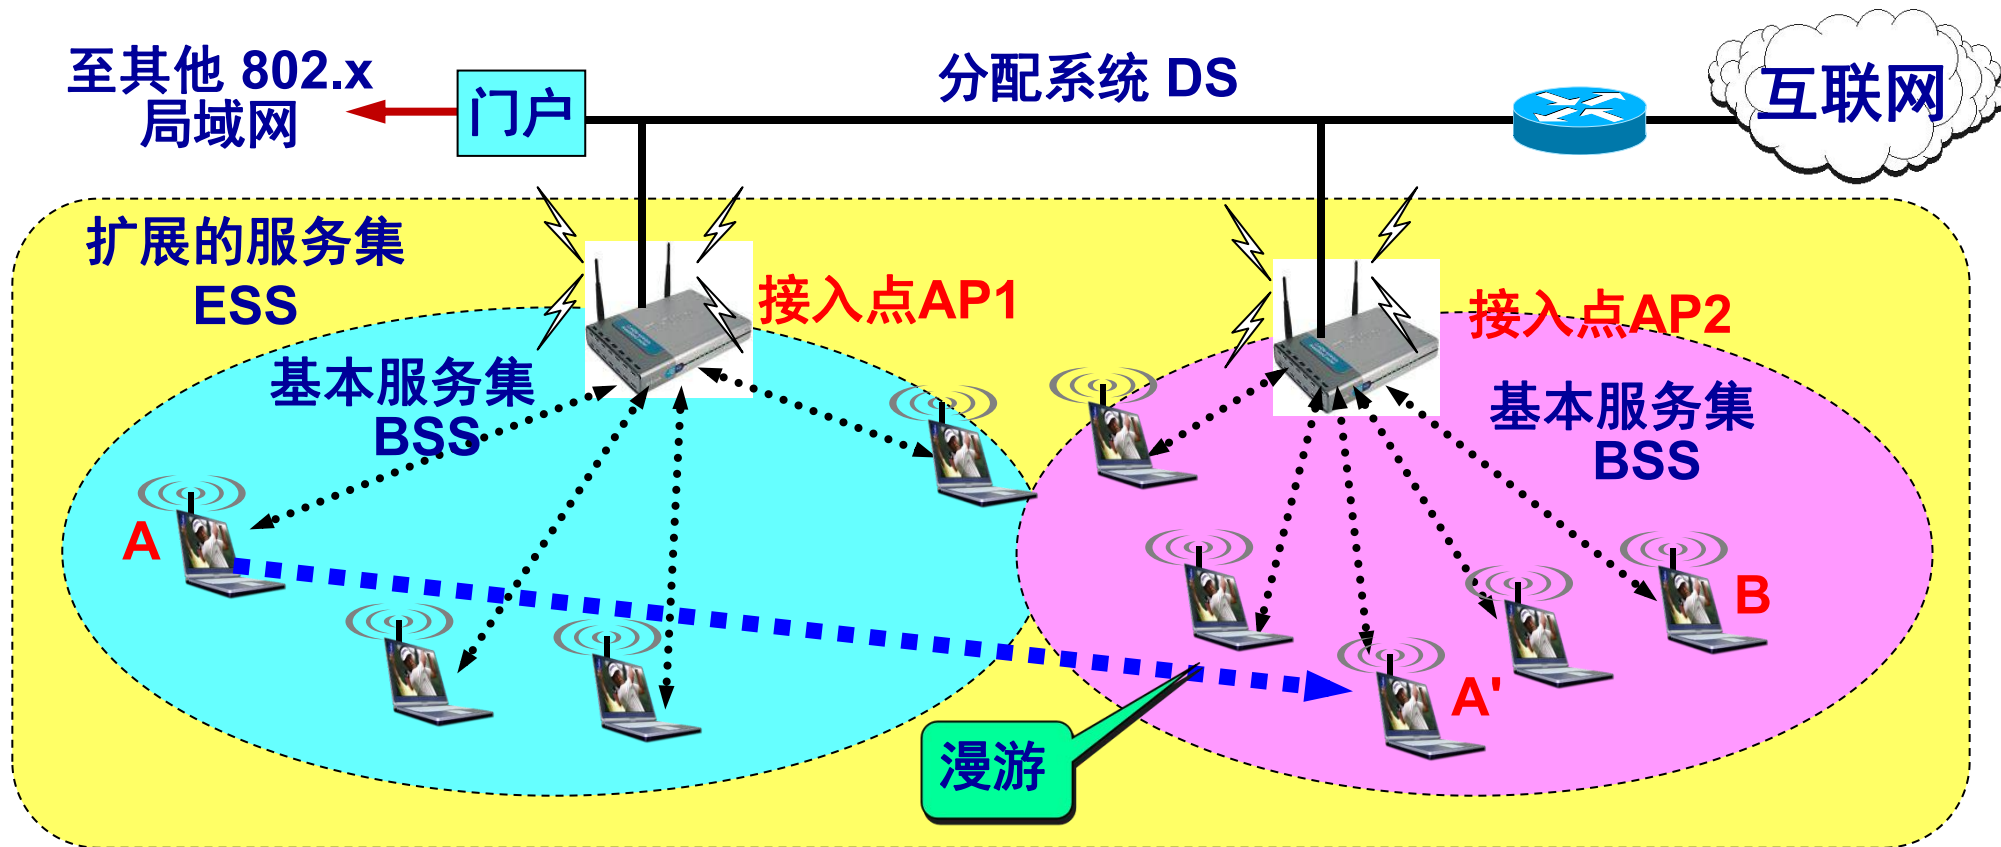 至其他 802.x
局域网
门户
分配系统 DS
互联网
扩展的服务集
ESS
接入点AP1
接入点AP2
基本服务集
BSS
基本服务集
BSS
A
B
A'
漫游